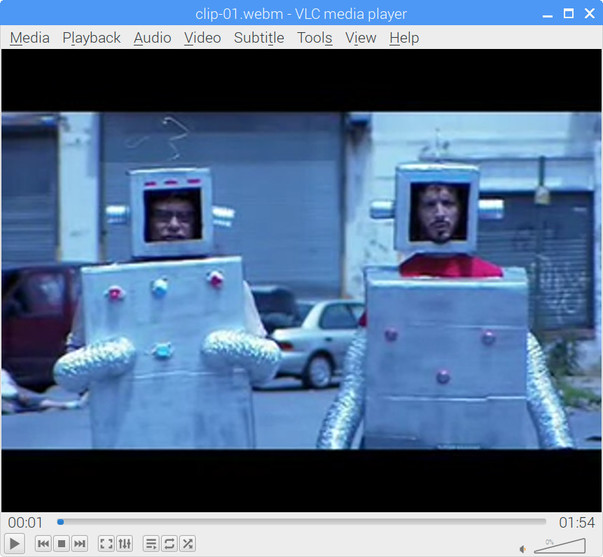 clip-01.webm - VLC media player
Media Playback Audio Video Subtitle Tools View Help
00:01 01:54
0%